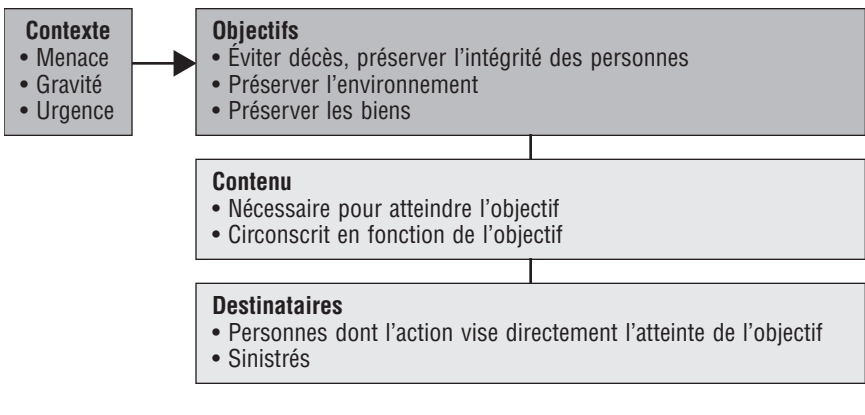 Contexte
• Menace
• Gravité
• Urgence
Objectifs
• Éviter décès, préserver l’intégrité des personnes
• Préserver l’environnement
• Préserver les biens
Contenu
• Nécessaire pour atteindre l’objectif
• Circonscrit en fonction de l’objectif
Destinataires
• Personnes dont l’action vise directement l’atteinte de l’objectif
• Sinistrés